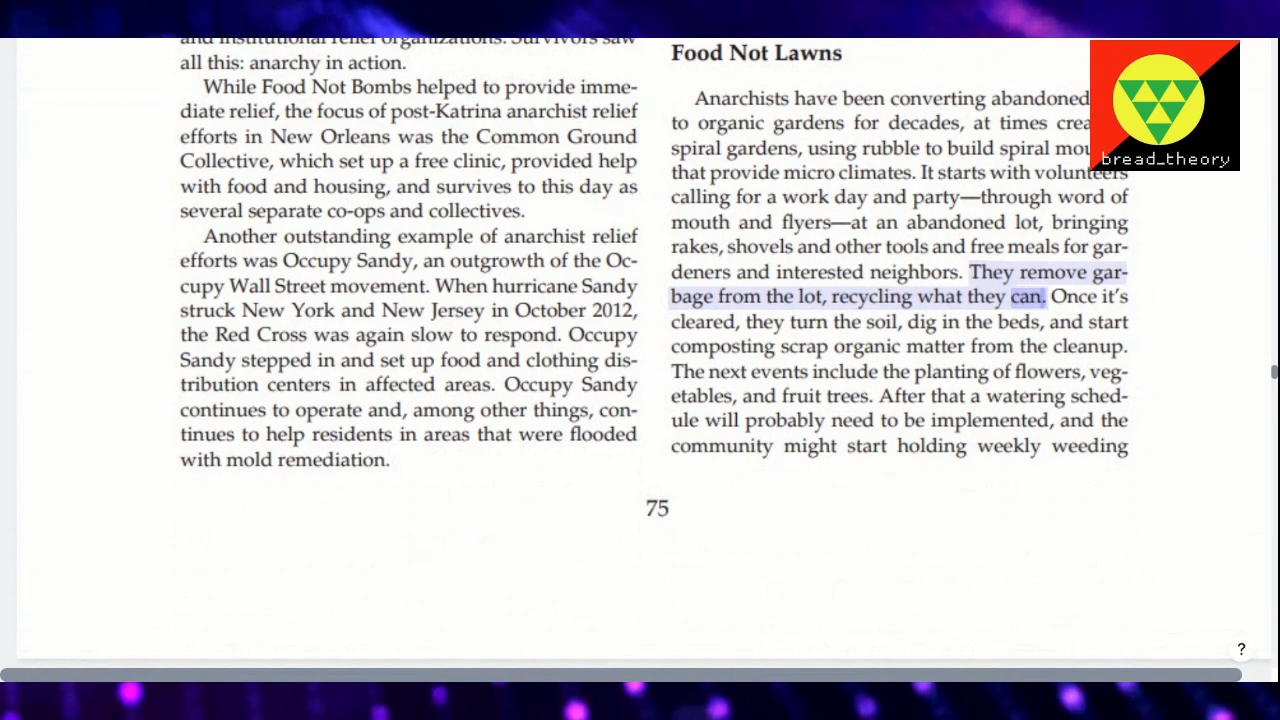 and institutional relief organizations. Survivors saw
all this: anarchy in action.
While Food Not Bombs helped to provide imme-
diate relief, the focus of post-Katrina anarchist relief
efforts in New Orleans was the Common Ground
Collective, which set up a free clinic, provided help
with food and housing, and survives to this day as
several separate co-ops and collectives.
Another outstanding example of anarchist relief
efforts was Occupy Sandy, an outgrowth of the Oc-
cupy Wall Street movement. When hurricane Sandy
struck New York and New Jersey in October 2012,
the Red Cross was again slow to respond. Occupy
Sandy stepped in and set up food and clothing dis-
tribution centers in affected areas. Occupy Sandy
continues to operate and, among other things, con-
tinues to help residents in areas that were flooded
with mold remediation.
Food Not Lawns
Anarchists have been converting abandoned
to organic gardens for decades, at times crea
spiral gardens, using rubble to build spiral mou
that provide micro climates. It starts with volunteers
calling for a work day and party—through word of
mouth and flyers—at an abandoned lot, bringing
rakes, shovels and other tools and free meals for gar-
deners and interested neighbors. They remove gar-
bage from the lot, recycling what they can. Once it's
cleared, they turn the soil, dig in the beds, and start
composting scrap organic matter from the cleanup.
The next events include the planting of flowers, veg-
etables, and fruit trees. After that a watering sched-
ule will probably need to be implemented, and the
community might start holding weekly weeding
75
bread_theory
?